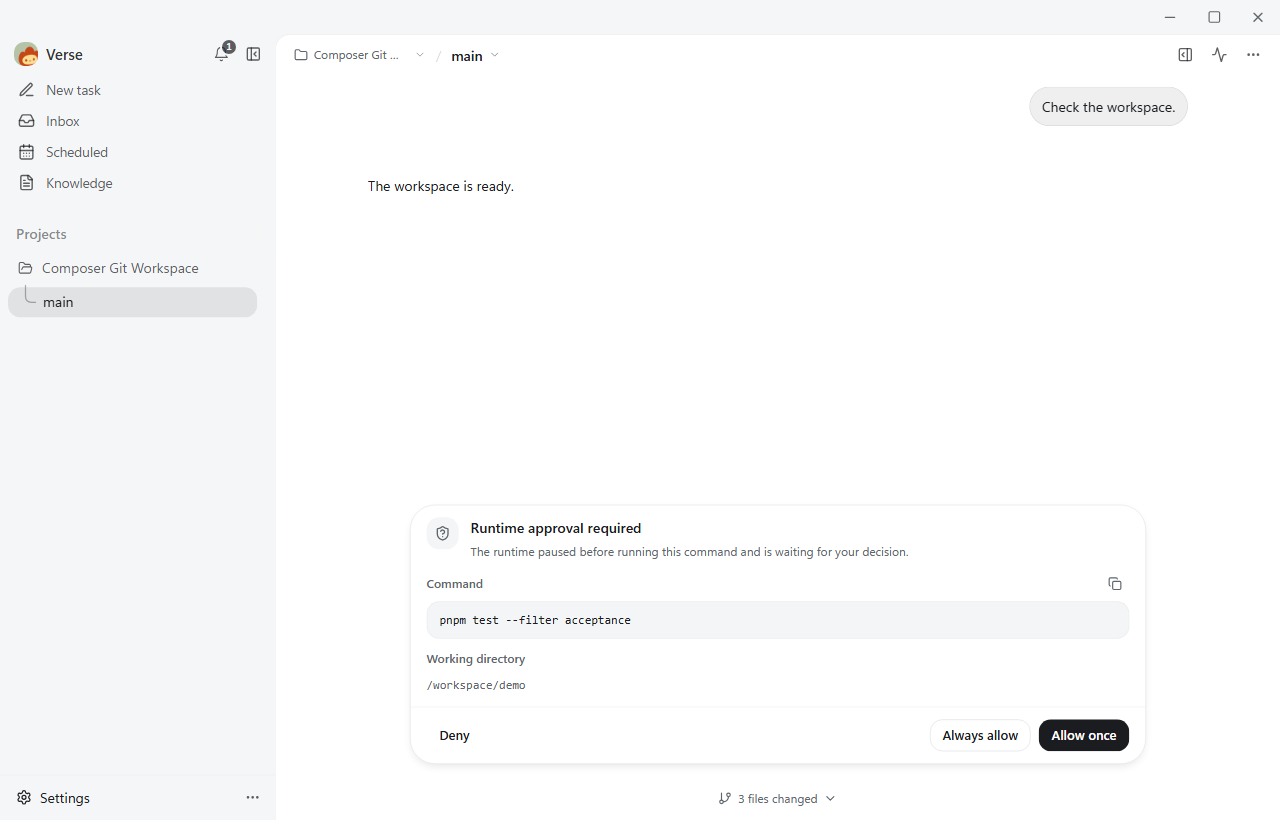 Verse
1
New task
Inbox
Scheduled
Knowledge
Projects
Composer Git Workspace
main
Settings
Composer Git ...
/
main
Check the workspace.
The workspace is ready.
Runtime approval required
The runtime paused before running this command and is waiting for your decision.
Command
pnpm test --filter acceptance
Working directory
/workspace/demo
Deny
Always allow
Allow once
3 files changed